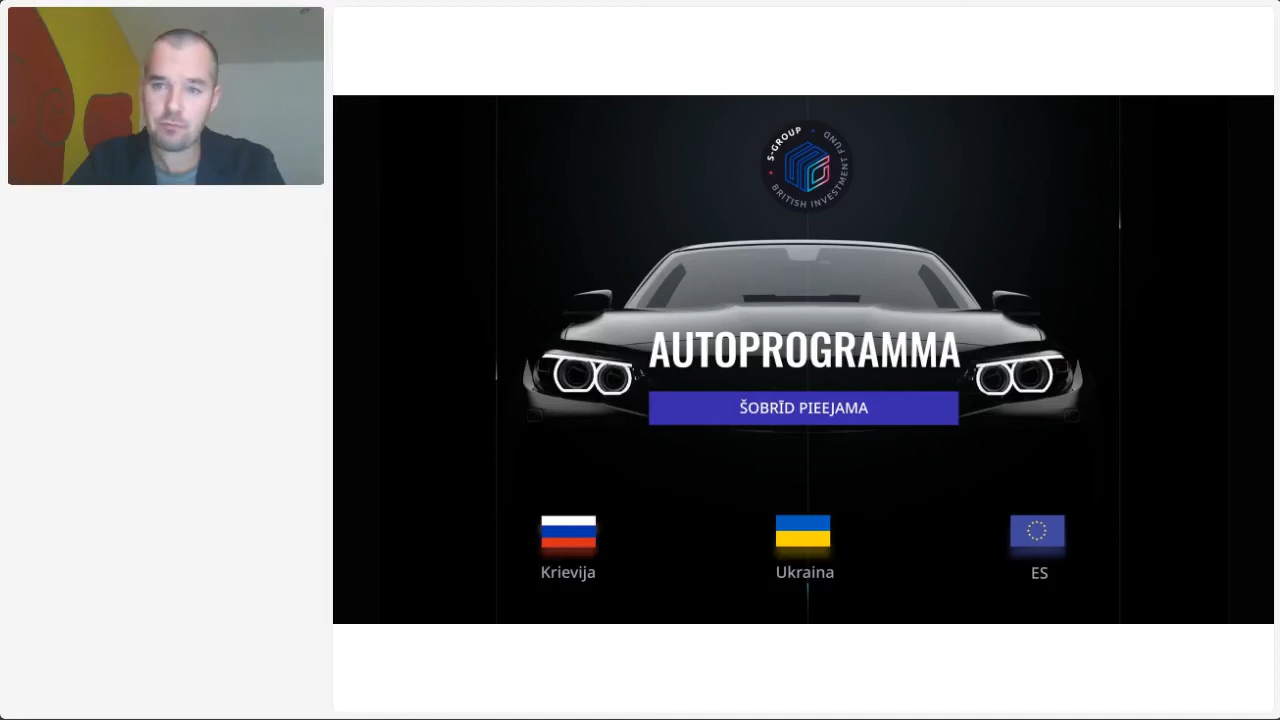 S-GROUP
BRITISH INVESTMENT FUND
AUTOPROGRAMMA
ŠOBRĪD PIEEJAMA
Krievija
Ukraina
ES